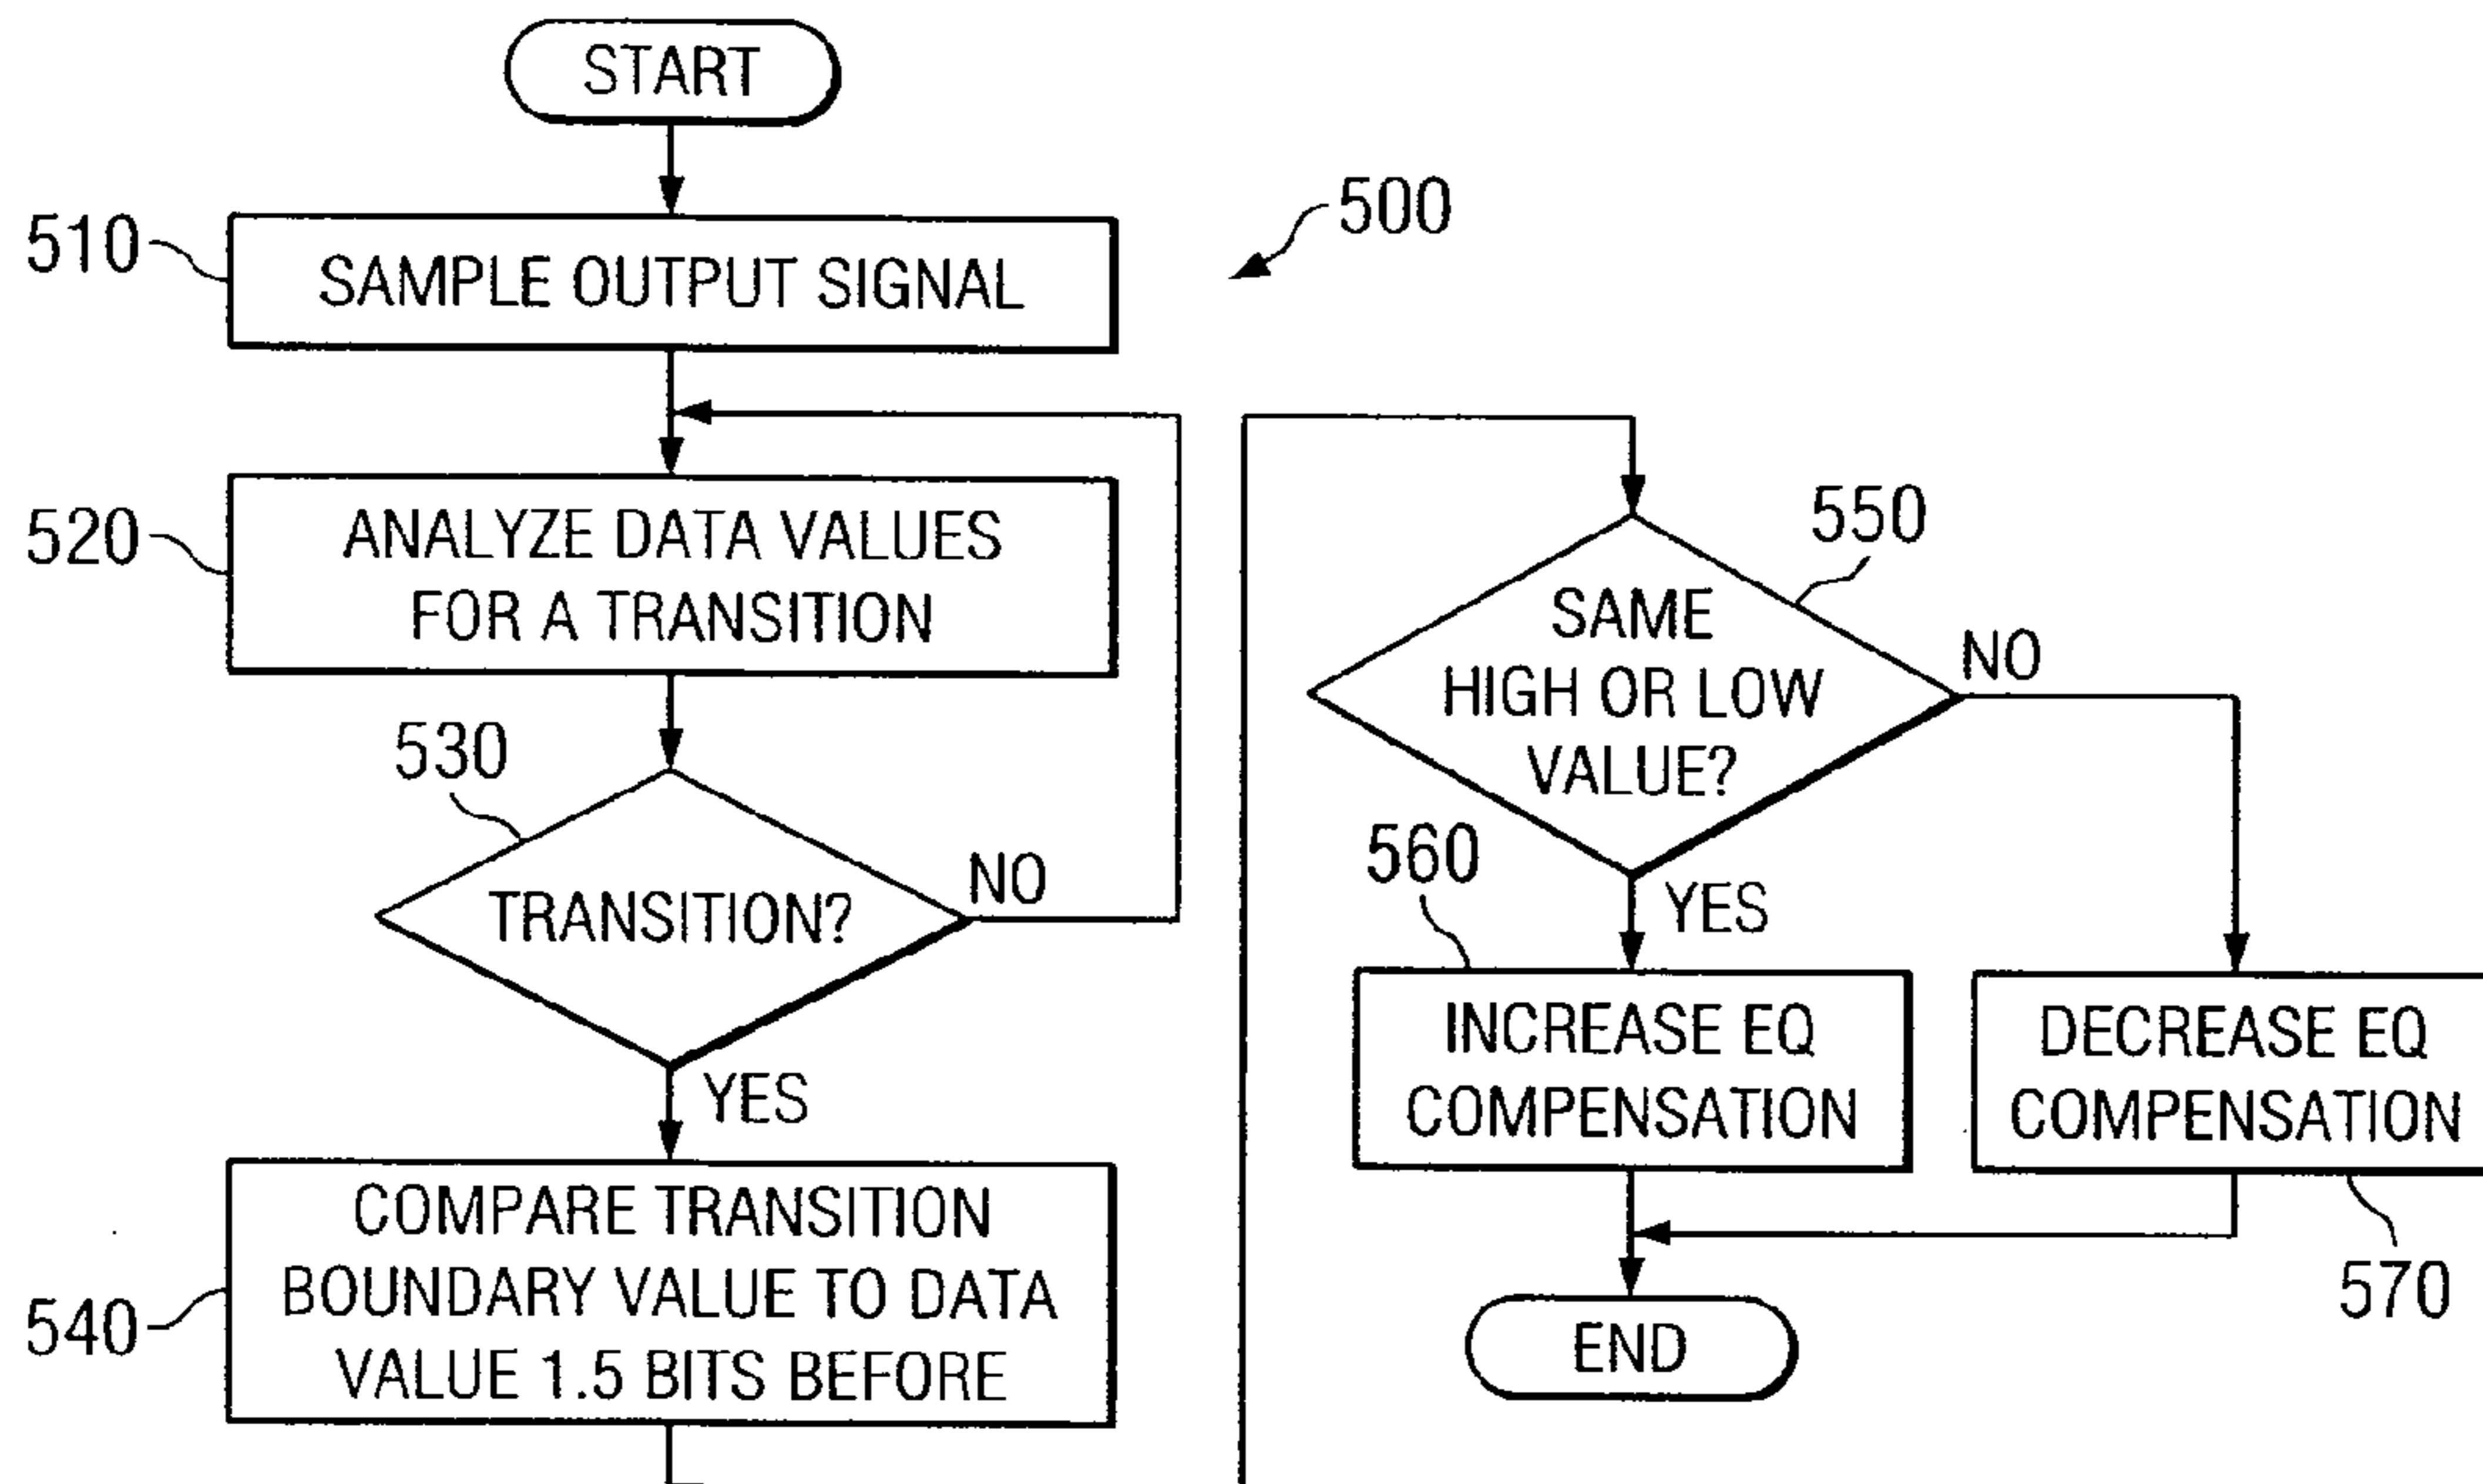 START
500
510
SAMPLE OUTPUT SIGNAL
520
ANALYZE DATA VALUES
FOR A TRANSITION
530
TRANSITION?
NO
YES
540
COMPARE TRANSITION
BOUNDARY VALUE TO DATA
VALUE 1.5 BITS BEFORE
550
SAME
HIGH OR LOW
VALUE?
NO
YES
560
INCREASE EQ
COMPENSATION
DECREASE EQ
COMPENSATION
570
END